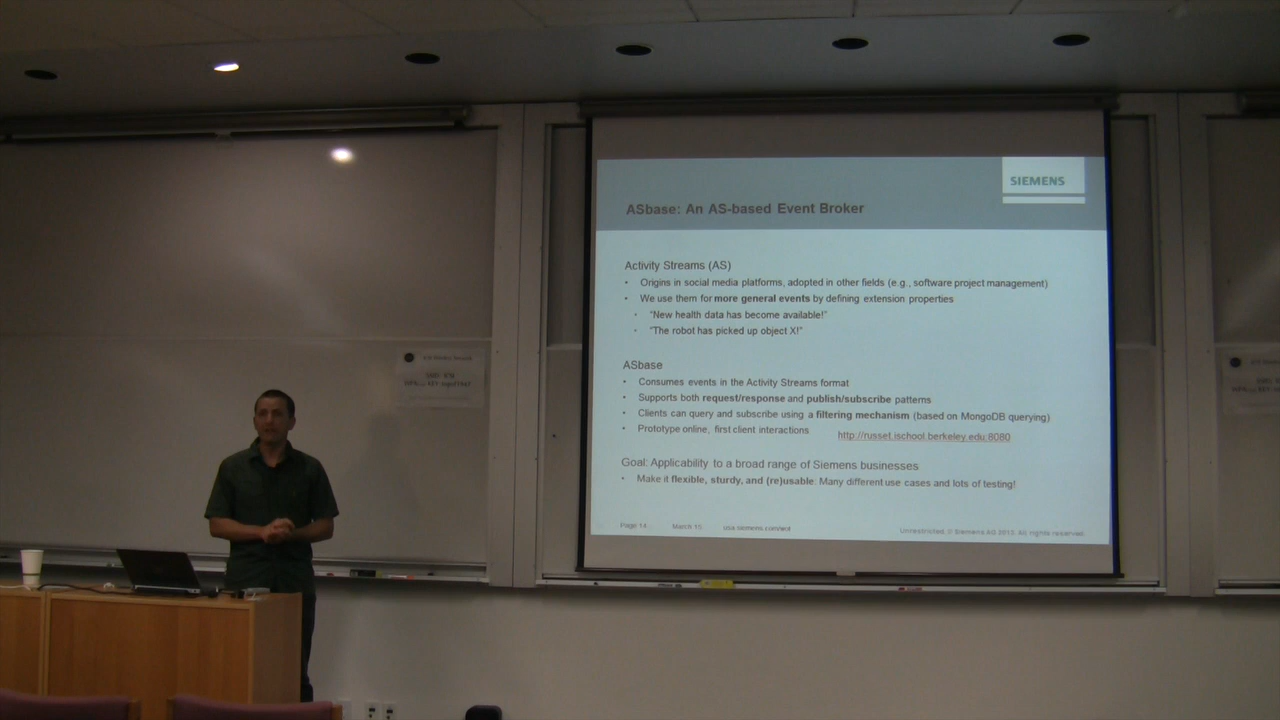 SIEMENS
ASbase: An AS-based Event Broker
Activity Streams (AS)
• Origins in social media platforms, adopted in other fields (e.g., software project management)
• We use them for more general events by defining extension properties
• "New health data has become available!"
• "The robot has picked up object X!"
ASbase
• Consumes events in the Activity Streams format
• Supports both request/response and publish/subscribe patterns
• Clients can query and subscribe using a filtering mechanism (based on MongoDB querying)
• Prototype online, first client interactions http://russet.ischool.berkeley.edu:8080
Goal: Applicability to a broad range of Siemens businesses
• Make it flexible, sturdy, and (re)usable: Many different use cases and lots of testing!
Page 14 March 15 usa.siemens.com/ Unrestricted. © Siemens AG 2013. All rights reserved.